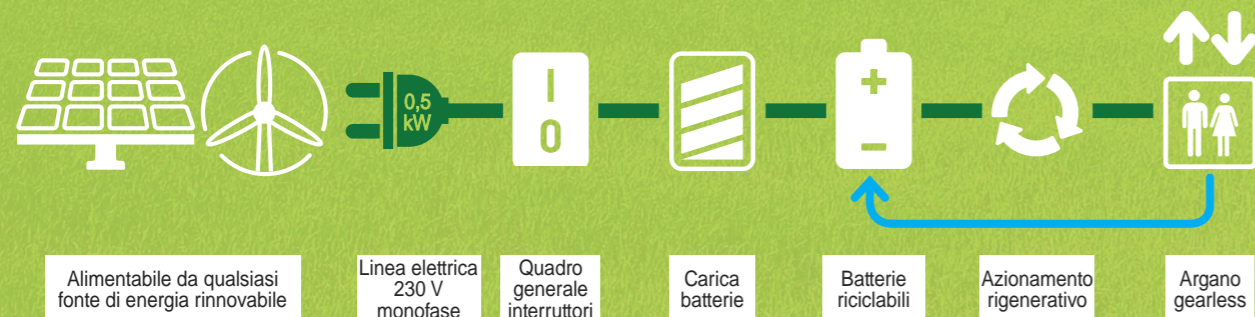 0,5
kW
I
0
+
−
Alimentabile da qualsiasi
fonte di energia rinnovabile
Linea elettrica
230 V
monofase
Quadro
generale
interruttori
Carica
batterie
Batterie
riciclabili
Azionamento
rigenerativo
Argano
gearless